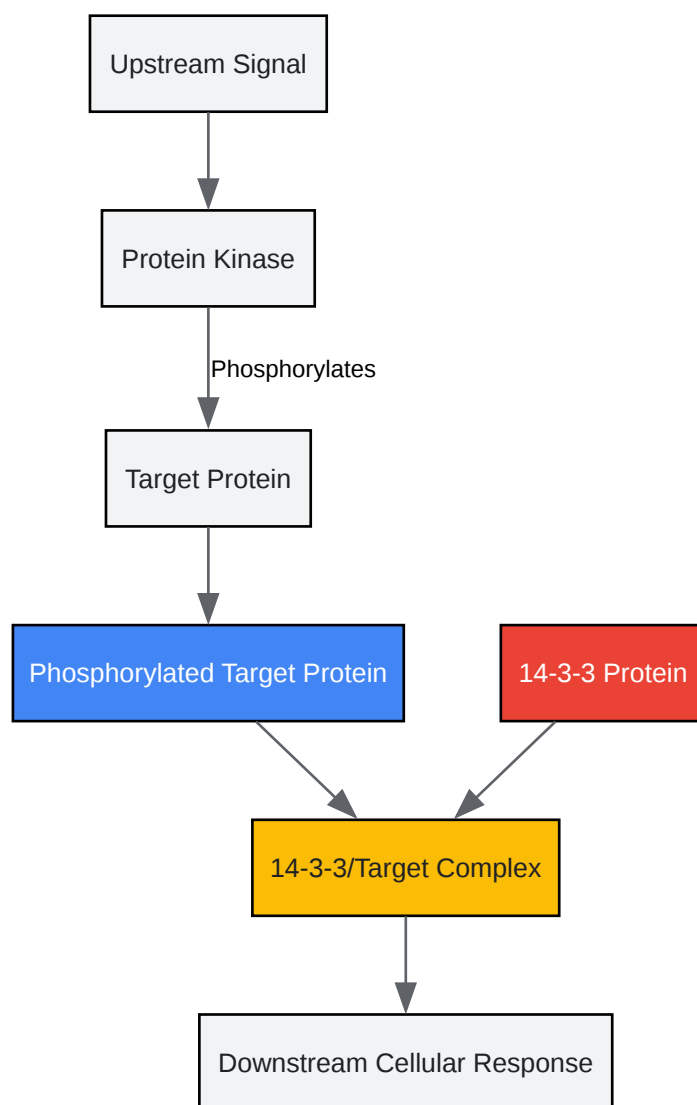 Upstream Signal
Protein Kinase
Phosphorylates
Target Protein
Phosphorylated Target Protein
14-3-3 Protein
14-3-3/Target Complex
Downstream Cellular Response